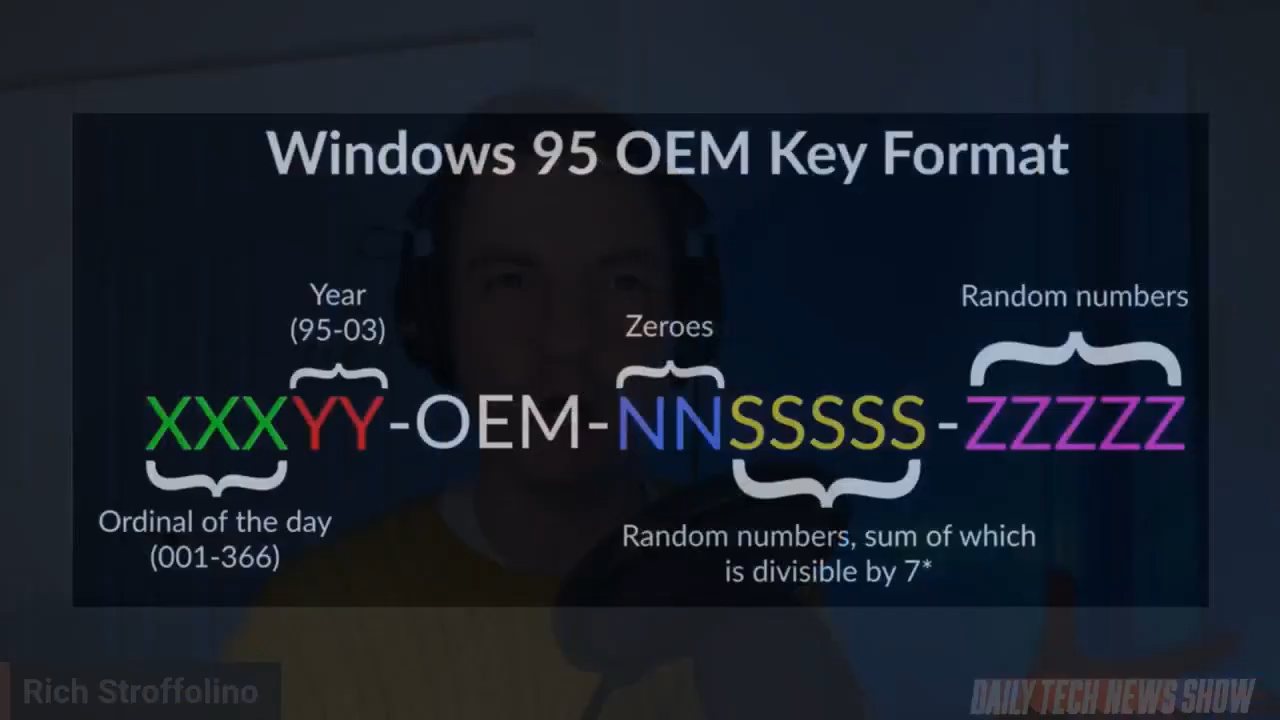 Windows 95 OEM Key Format
Year
(95-03)
Zeroes
Random numbers
XXXYY-OEM-NNSSSSS-ZZZZZ
Ordinal of the day
(001-366)
Random numbers, sum of which
is divisible by 7*
Rich Stroffolino
DAILY TECH NEWS SHOW